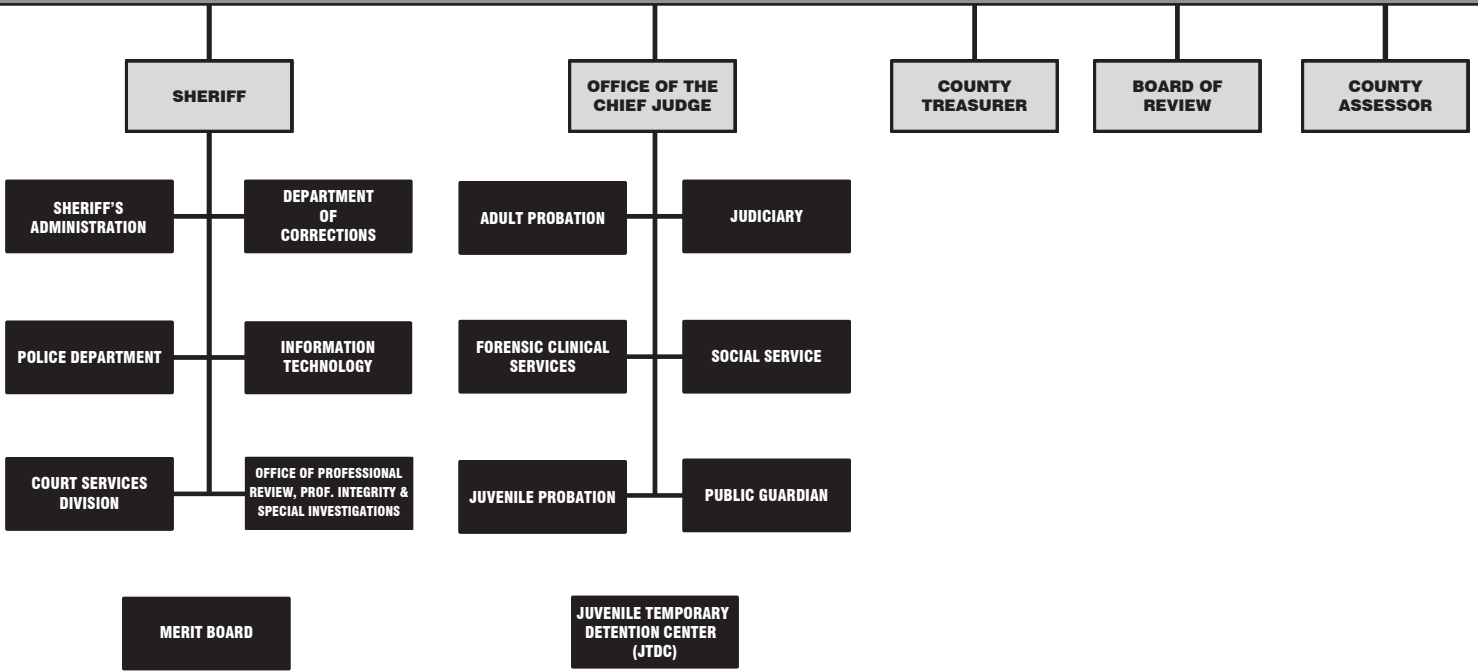 SHERIFF
OFFICE OF THE
CHIEF JUDGE
COUNTY
TREASURER
BOARD OF
REVIEW
COUNTY
ASSESSOR
SHERIFF'S
ADMINISTRATION
DEPARTMENT
OF
CORRECTIONS
ADULT PROBATION
JUDICIARY
POLICE DEPARTMENT
INFORMATION
TECHNOLOGY
FORENSIC CLINICAL
SERVICES
SOCIAL SERVICE
COURT SERVICES
DIVISION
OFFICE OF PROFESSIONAL
REVIEW, PROF. INTEGRITY &
SPECIAL INVESTIGATIONS
JUVENILE PROBATION
PUBLIC GUARDIAN
MERIT BOARD
JUVENILE TEMPORARY
DETENTION CENTER
(JTDC)